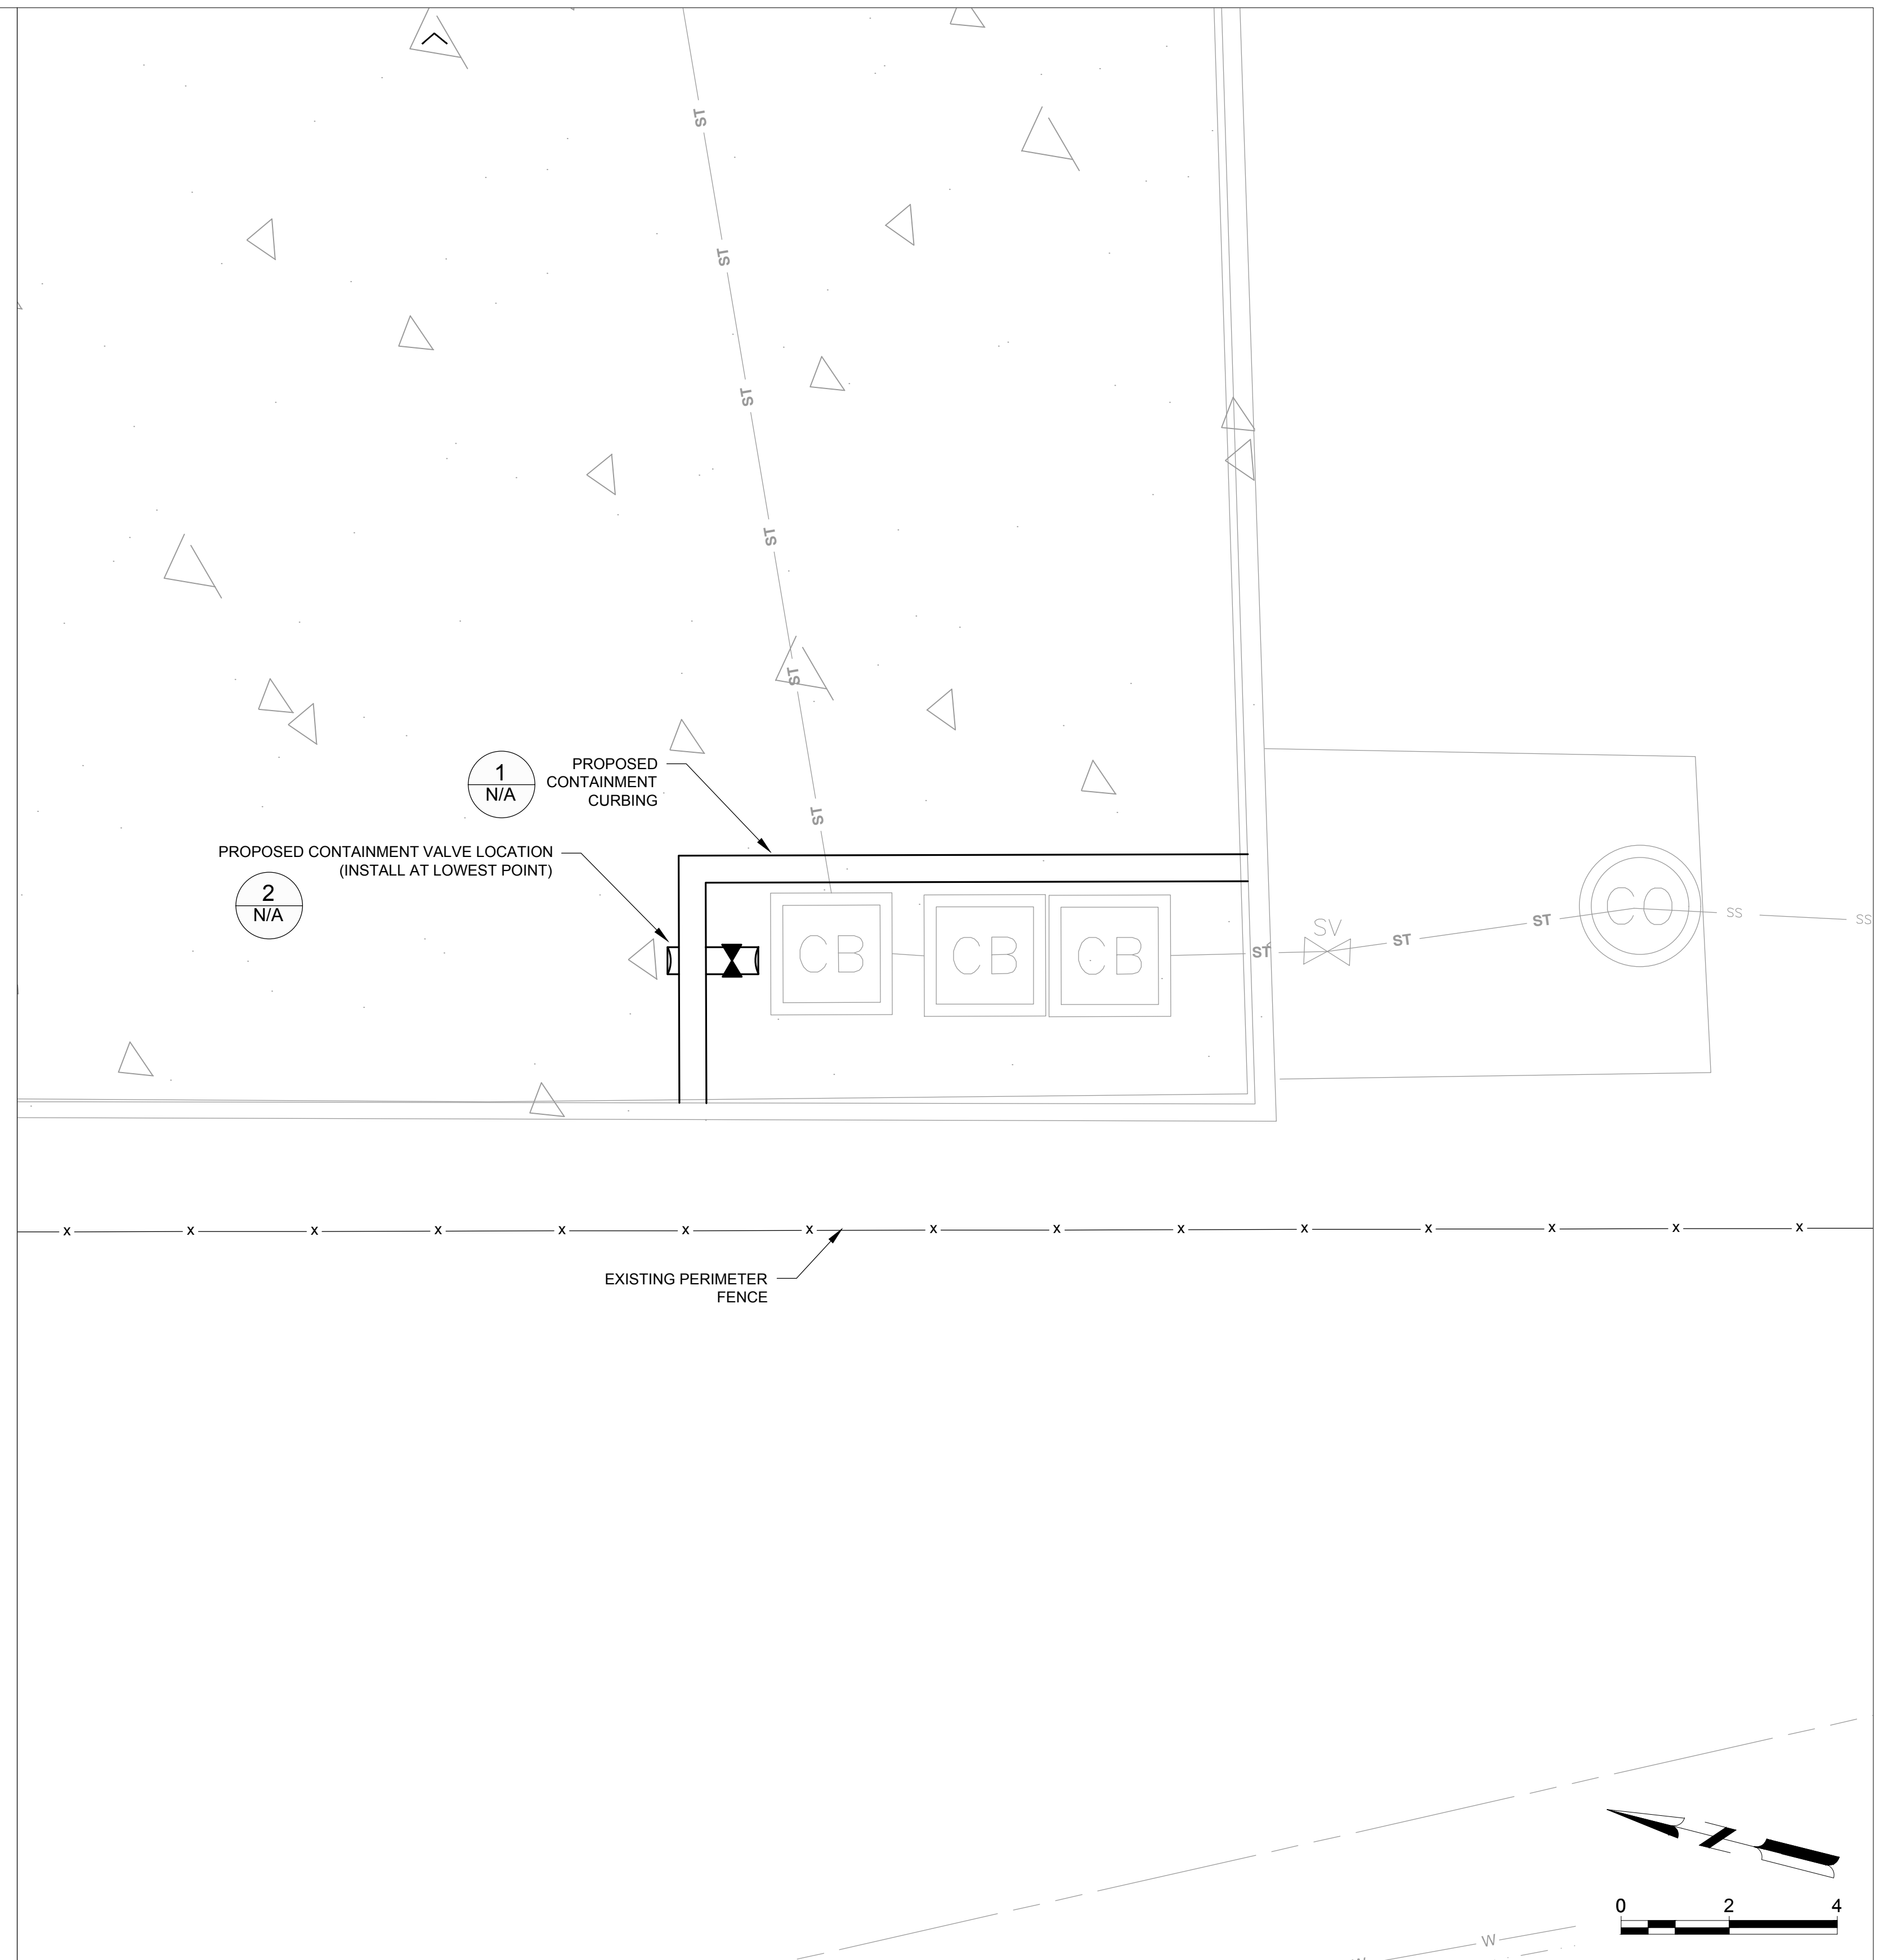 ST
ST
ST
ST
ST
ST
1
N/A
PROPOSED
CONTAINMENT
CURBING
PROPOSED CONTAINMENT VALVE LOCATION
(INSTALL AT LOWEST POINT)
2
N/A
CB
CB
CB
ST
SV
ST
ST
CO
SS
SS
x x x x x x x x x x x x x x x
EXISTING PERIMETER
FENCE
N
0 2 4
W